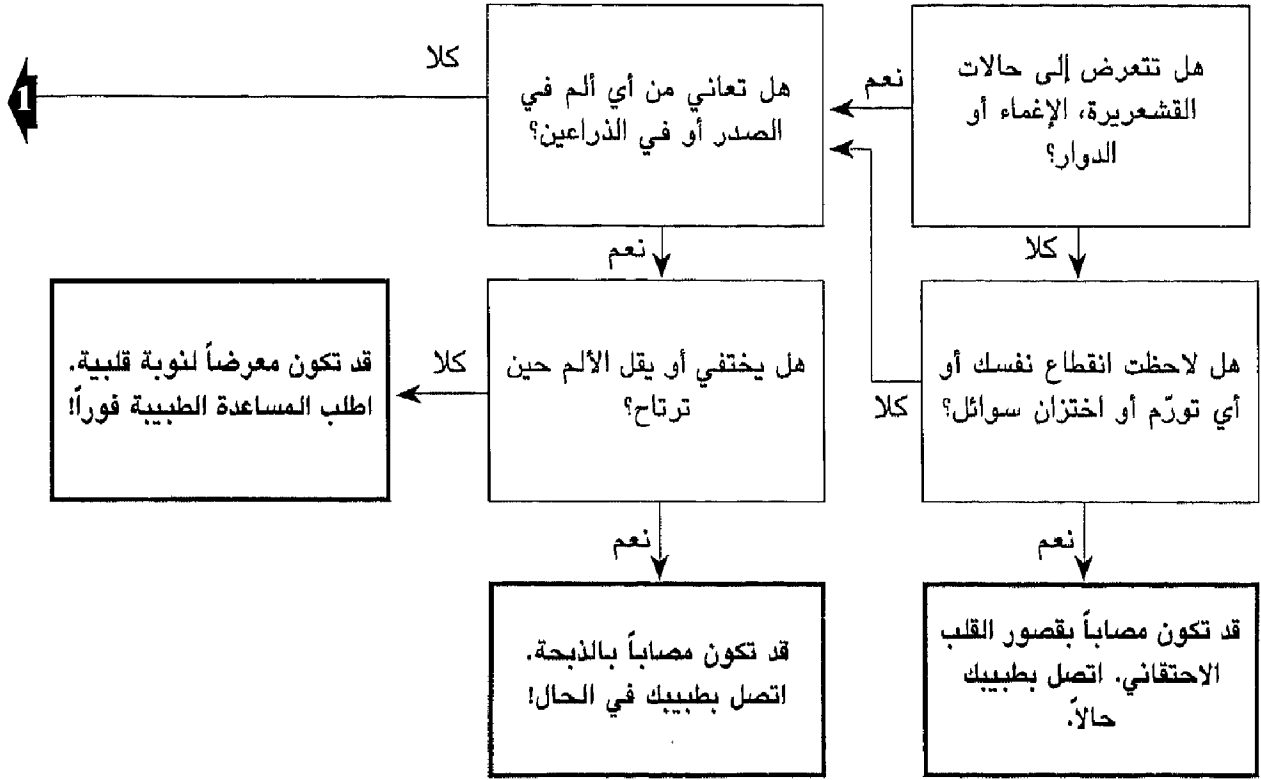 هل تتعرض إلى حالات
القشعريرة، الإغماء أو
الدوار؟
نعم
هل تعاني من أي ألم في
الصدر أو في الذراعين؟
كلا
1
كلا
نعم
هل لاحظت انقطاع نفسك أو
أي تورّم أو اختزان سوائل؟
كلا
هل يختفي أو يقل الألم حين
ترتاح؟
كلا
قد تكون معرضاً لنوبة قلبية.
اطلب المساعدة الطبيبة فوراً!
نعم
نعم
قد تكون مصاباً بقصور القلب
الاحتقاني. اتصل بطبيبك
حالاً.
قد تكون مصاباً بالذبحة.
اتصل بطبيبك في الحال!